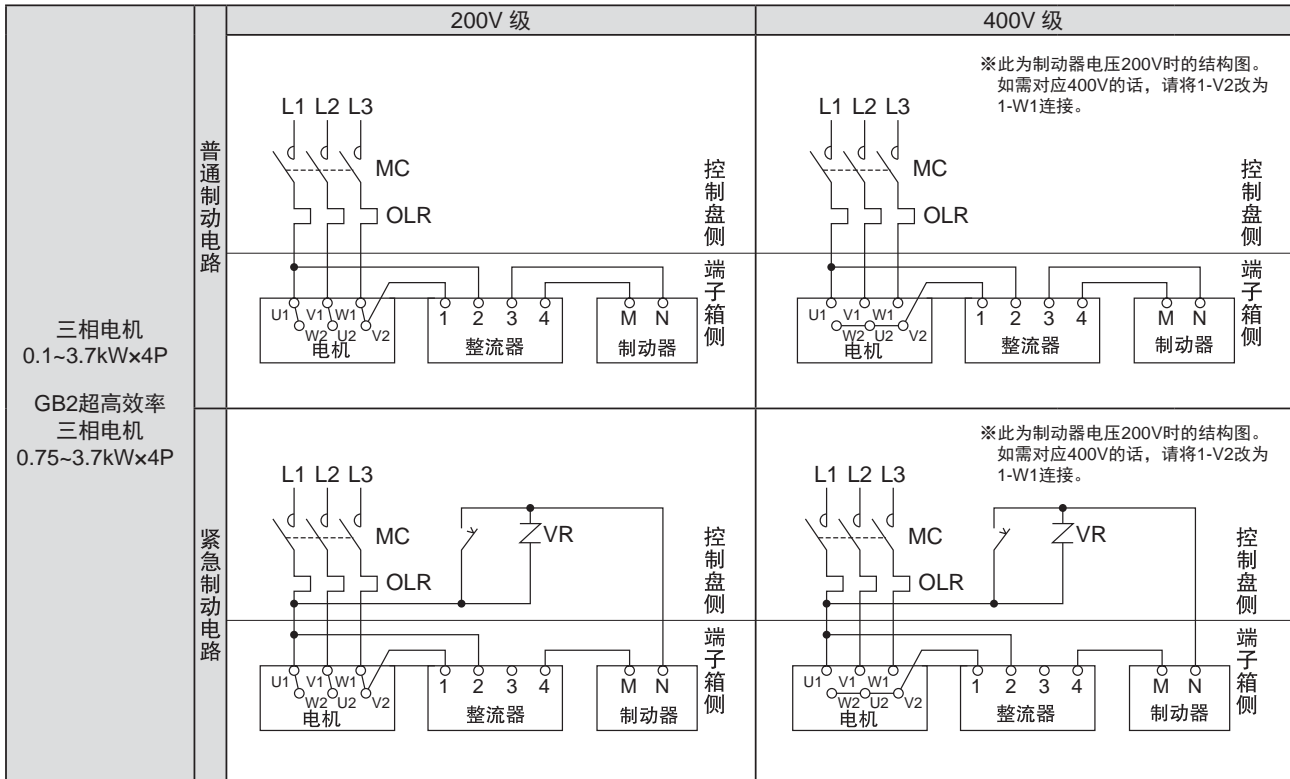 200V 级
400V 级
三相电机
0.1~3.7kW×4P
GB2超高效率
三相电机
0.75~3.7kW×4P
普通制动电路
L1 L2 L3
MC
OLR
控制盘侧
端子箱侧
U1 V1 W1
W2 U2 V2
电机
1 2 3 4
整流器
M N
制动器
※此为制动器电压200V时的结构图。
如需对应400V的话，请将1-V2改为
1-W1连接。
L1 L2 L3
MC
OLR
控制盘侧
端子箱侧
U1 V1 W1
W2 U2 V2
电机
1 2 3 4
整流器
M N
制动器
紧急制动电路
L1 L2 L3
MC
VR
OLR
控制盘侧
端子箱侧
U1 V1 W1
W2 U2 V2
电机
1 2 3 4
整流器
M N
制动器
※此为制动器电压200V时的结构图。
如需对应400V的话，请将1-V2改为
1-W1连接。
L1 L2 L3
MC
VR
OLR
控制盘侧
端子箱侧
U1 V1 W1
W2 U2 V2
电机
1 2 3 4
整流器
M N
制动器